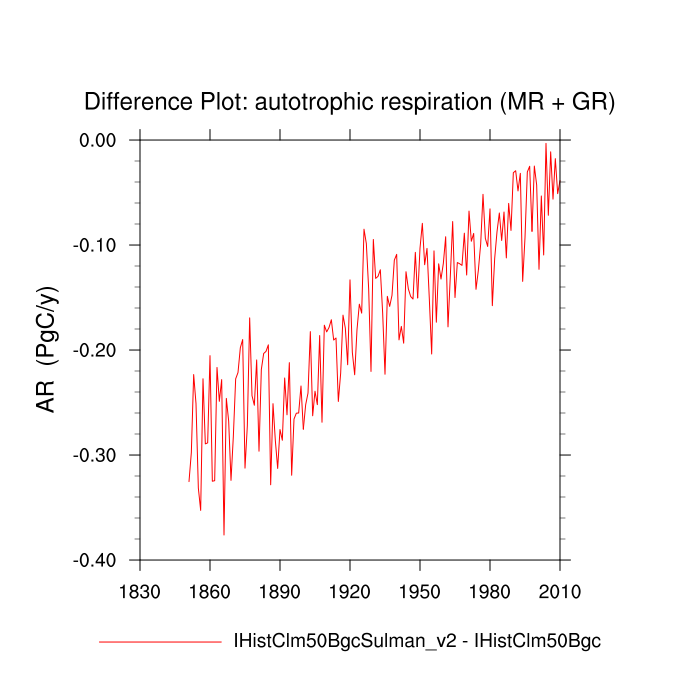 Difference Plot: autotrophic respiration (MR + GR)
0.00
-0.10
-0.20
-0.30
-0.40
AR (PgC/y)
1830 1860 1890 1920 1950 1980 2010
IHistClm50BgcSulman_v2 - IHistClm50Bgc